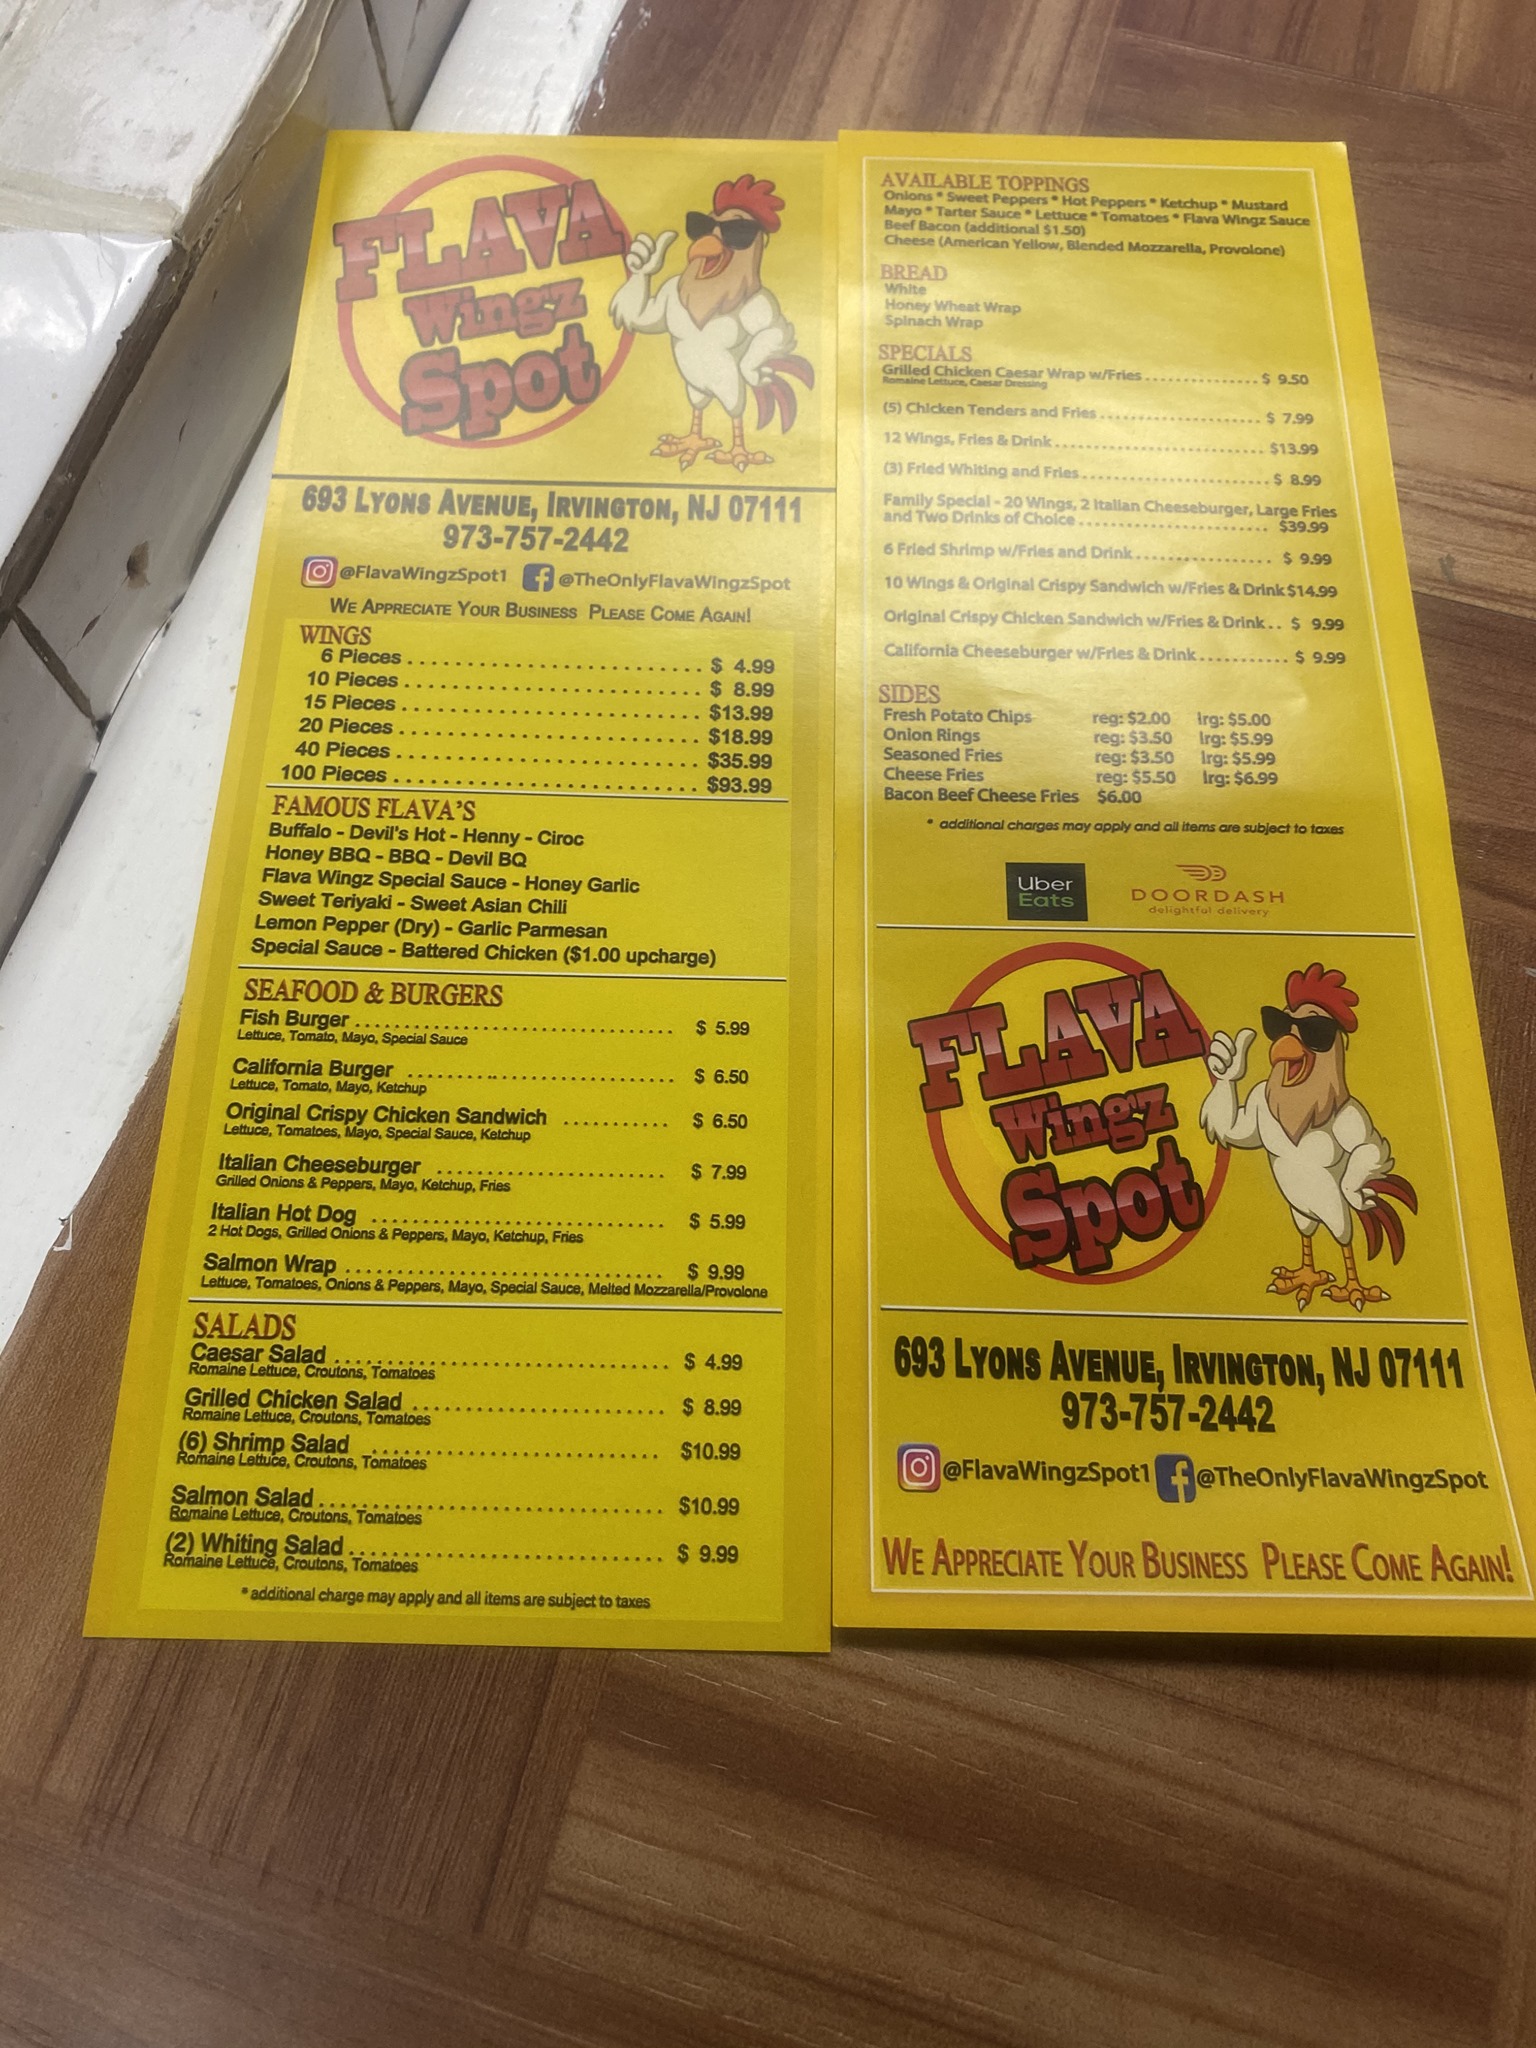 FLAVA
Wingz
Spot
693 LYONS AVENUE, IRVINGTON, NJ 07111
973-757-2442
@FlavaWingzSpot1 @TheOnlyFlavaWingzSpot
WE APPRECIATE YOUR BUSINESS PLEASE COME AGAIN!
WINGS
6 Pieces $ 4.99
10 Pieces $ 8.99
15 Pieces $13.99
20 Pieces $18.99
40 Pieces $35.99
100 Pieces $93.99
FAMOUS FLAVA'S
Buffalo - Devil's Hot - Henny - Ciroc
Honey BBQ - BBQ - Devil BQ
Flava Wingz Special Sauce - Honey Garlic
Sweet Teriyaki - Sweet Asian Chili
Lemon Pepper (Dry) - Garlic Parmesan
Special Sauce - Battered Chicken ($1.00 upcharge)
SEAFOOD & BURGERS
Fish Burger $ 5.99
Lettuce, Tomato, Mayo, Special Sauce
California Burger $ 6.50
Lettuce, Tomato, Mayo, Ketchup
Original Crispy Chicken Sandwich $ 6.50
Lettuce, Tomatoes, Mayo, Special Sauce, Ketchup
Italian Cheeseburger $ 7.99
Grilled Onions & Peppers, Mayo, Ketchup, Fries
Italian Hot Dog $ 5.99
2 Hot Dogs, Grilled Onions & Peppers, Mayo, Ketchup, Fries
Salmon Wrap $ 9.99
Lettuce, Tomatoes, Onions & Peppers, Mayo, Special Sauce, Melted Mozzarella/Provolone
SALADS
Caesar Salad $ 4.99
Romaine Lettuce, Croutons, Tomatoes
Grilled Chicken Salad $ 8.99
Romaine Lettuce, Croutons, Tomatoes
(6) Shrimp Salad $10.99
Romaine Lettuce, Croutons, Tomatoes
Salmon Salad $10.99
Romaine Lettuce, Croutons, Tomatoes
(2) Whiting Salad $ 9.99
Romaine Lettuce, Croutons, Tomatoes
* additional charge may apply and all items are subject to taxes
AVAILABLE TOPPINGS
Onions * Sweet Peppers * Hot Peppers * Ketchup * Mustard
Mayo * Tarter Sauce * Lettuce * Tomatoes * Flava Wingz Sauce
Beef Bacon (additional $1.50)
Cheese (American Yellow, Blended Mozzarella, Provolone)
BREAD
White
Honey Wheat Wrap
Spinach Wrap
SPECIALS
Grilled Chicken Caesar Wrap w/Fries $ 9.50
Romaine Lettuce, Caesar Dressing
(5) Chicken Tenders and Fries $ 7.99
12 Wings, Fries & Drink $13.99
(3) Fried Whiting and Fries $ 8.99
Family Special - 20 Wings, 2 Italian Cheeseburger, Large Fries
and Two Drinks of Choice $39.99
6 Fried Shrimp w/Fries and Drink $ 9.99
10 Wings & Original Crispy Sandwich w/Fries & Drink $14.99
Original Crispy Chicken Sandwich w/Fries & Drink $ 9.99
California Cheeseburger w/Fries & Drink $ 9.99
SIDES
Fresh Potato Chips reg: $2.00 lrg: $5.00
Onion Rings reg: $3.50 lrg: $5.99
Seasoned Fries reg: $3.50 lrg: $5.99
Cheese Fries reg: $5.50 lrg: $6.99
Bacon Beef Cheese Fries $6.00
* additional charges may apply and all items are subject to taxes
Uber
Eats
DOORDASH
delightful delivery
FLAVA
Wingz
Spot
693 LYONS AVENUE, IRVINGTON, NJ 07111
973-757-2442
@FlavaWingzSpot1 @TheOnlyFlavaWingzSpot
WE APPRECIATE YOUR BUSINESS PLEASE COME AGAIN!